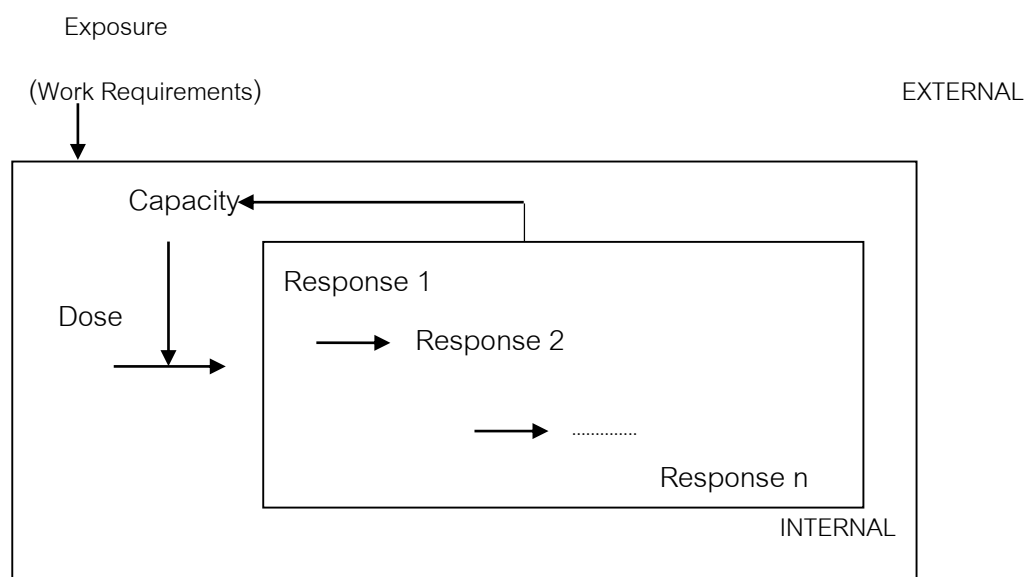 Exposure
(Work Requirements)
EXTERNAL
Capacity
Response 1
Dose
Response 2
..............
Response n
INTERNAL